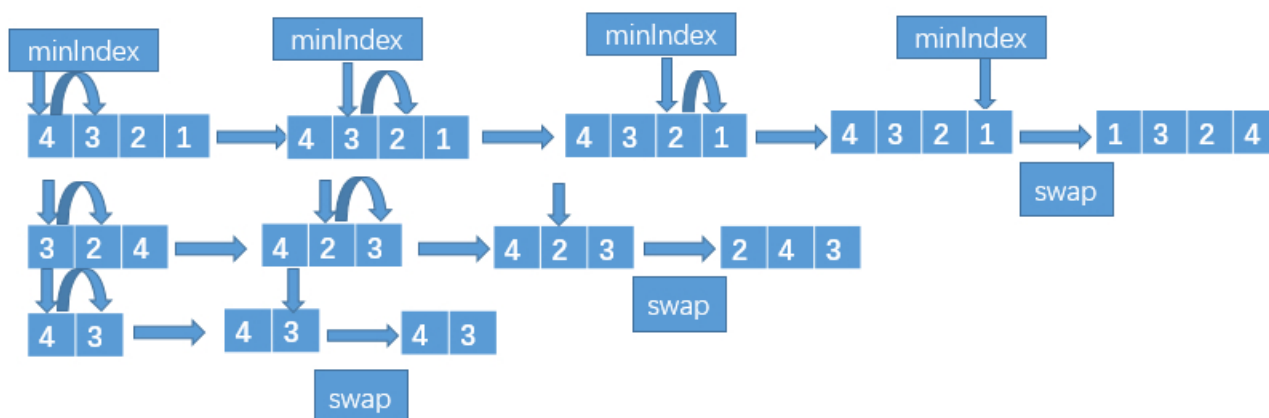 minIndex minIndex minIndex minIndex
4 3 2 1 4 3 2 1 4 3 2 1 4 3 2 1 1 3 2 4
swap
3 2 4 4 2 3 4 2 3 2 4 3
swap
4 3 4 3 4 3
swap